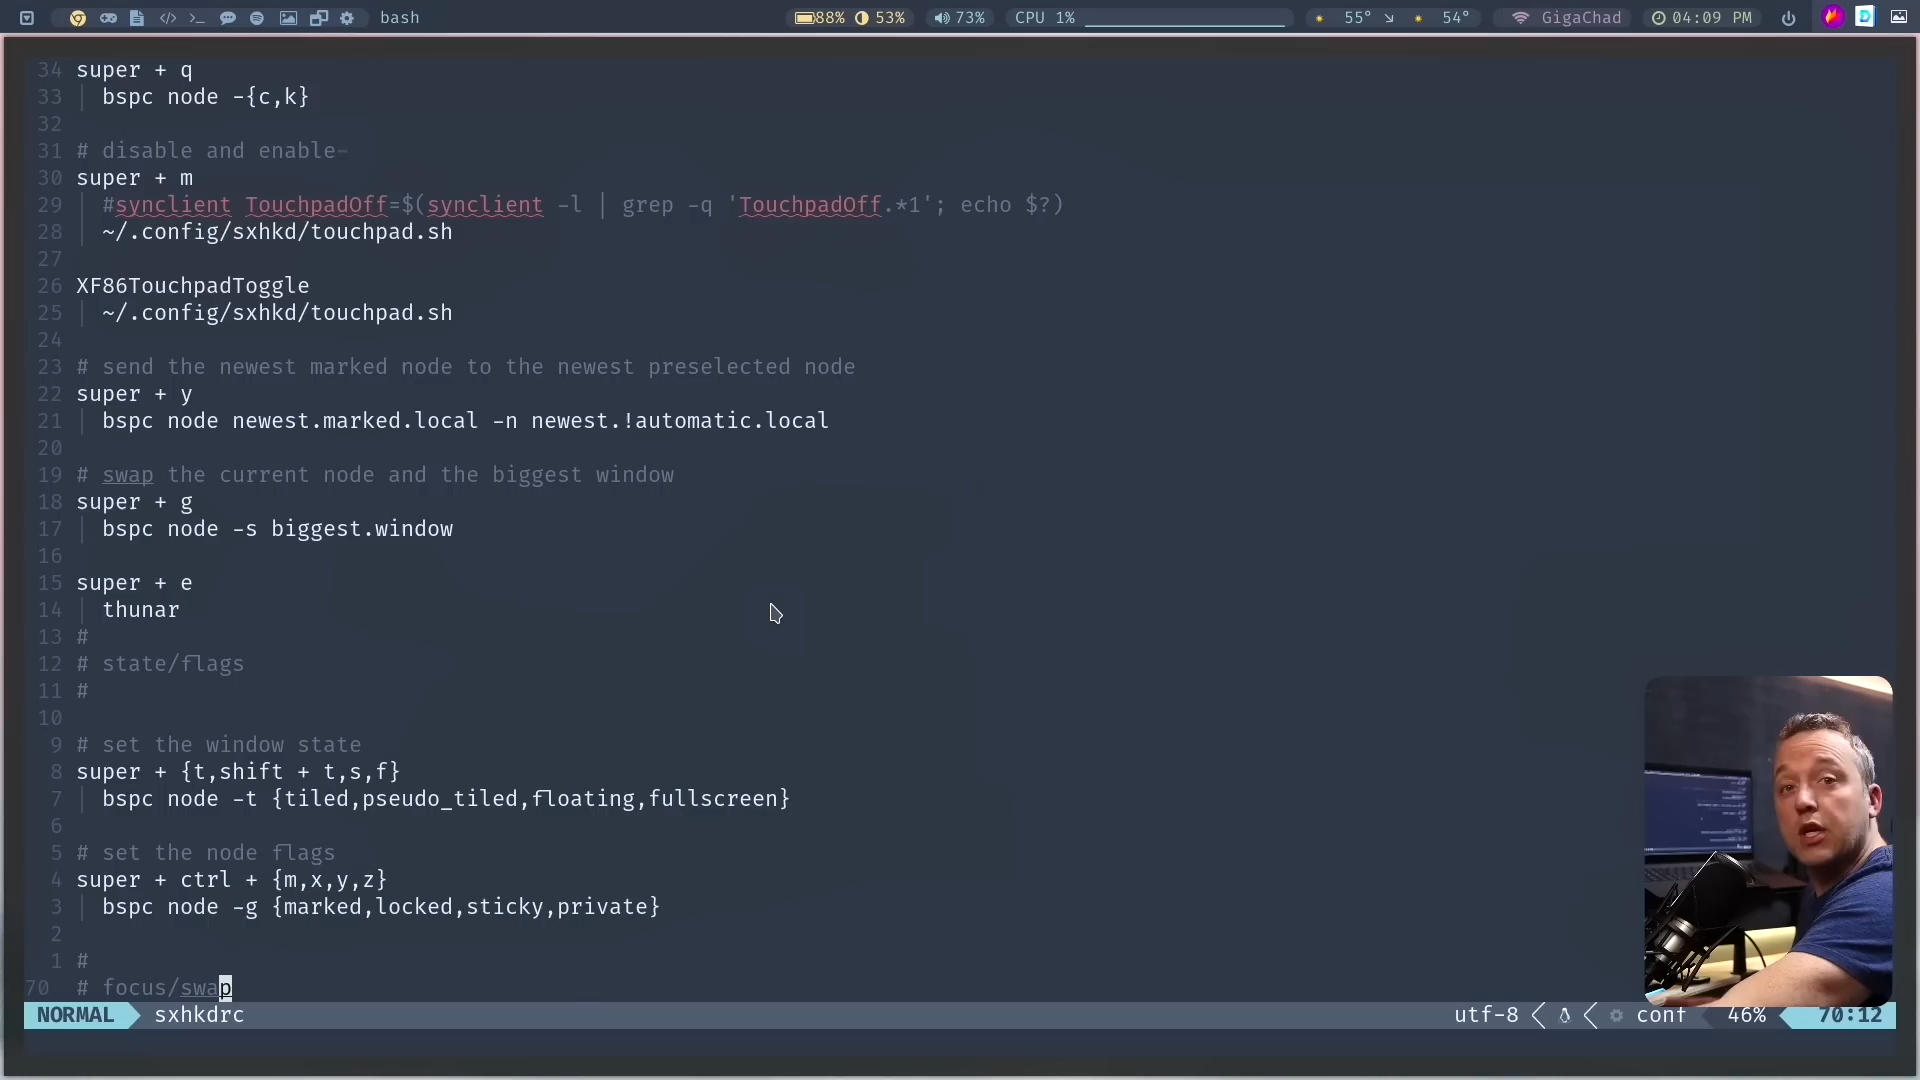 bash
88% 53% 73% CPU 1% 55° 54° GigaChad 04:09 PM
34 super + q
33 bspc node -{c,k}
32
31 # disable and enable-
30 super + m
29 #synclient TouchpadOff=$(synclient -l | grep -q 'TouchpadOff.*1'; echo $?)
28 ~/.config/sxhkd/touchpad.sh
27
26 XF86TouchpadToggle
25 ~/.config/sxhkd/touchpad.sh
24
23 # send the newest marked node to the newest preselected node
22 super + y
21 bspc node newest.marked.local -n newest.!automatic.local
20
19 # swap the current node and the biggest window
18 super + g
17 bspc node -s biggest.window
16
15 super + e
14 thunar
13 #
12 # state/flags
11 #
10
9 # set the window state
8 super + {t,shift + t,s,f}
7 bspc node -t {tiled,pseudo_tiled,floating,fullscreen}
6
5 # set the node flags
4 super + ctrl + {m,x,y,z}
3 bspc node -g {marked,locked,sticky,private}
2
1 #
70 # focus/swap
NORMAL sxhkdrc utf-8 conf 46% 70:12